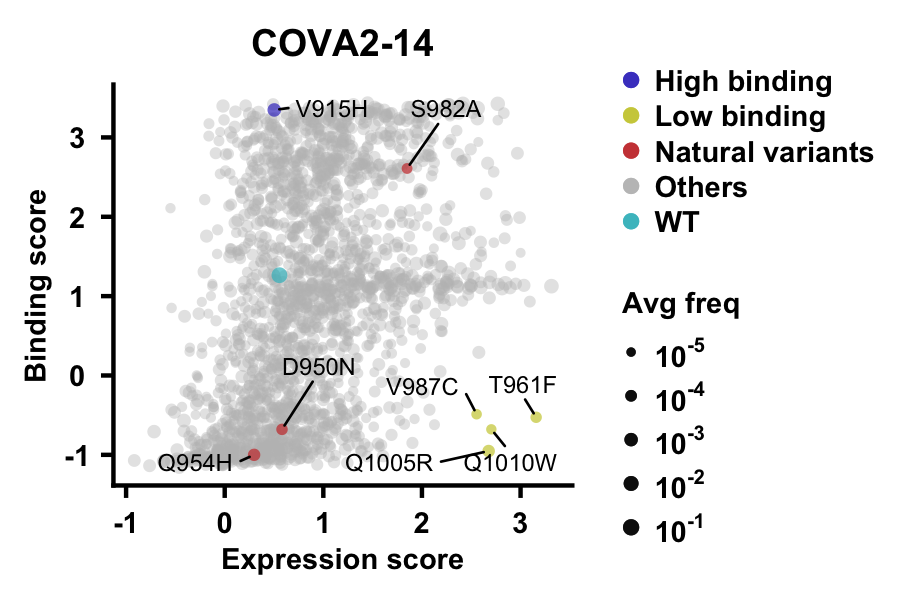 COVA2-14
Binding score
3
2
1
0
-1
V915H
S982A
D950N
V987C
T961F
Q954H
Q1005R
Q1010W
-1
0
1
2
3
Expression score
High binding
Low binding
Natural variants
Others
WT
Avg freq
10-5
10-4
10-3
10-2
10-1